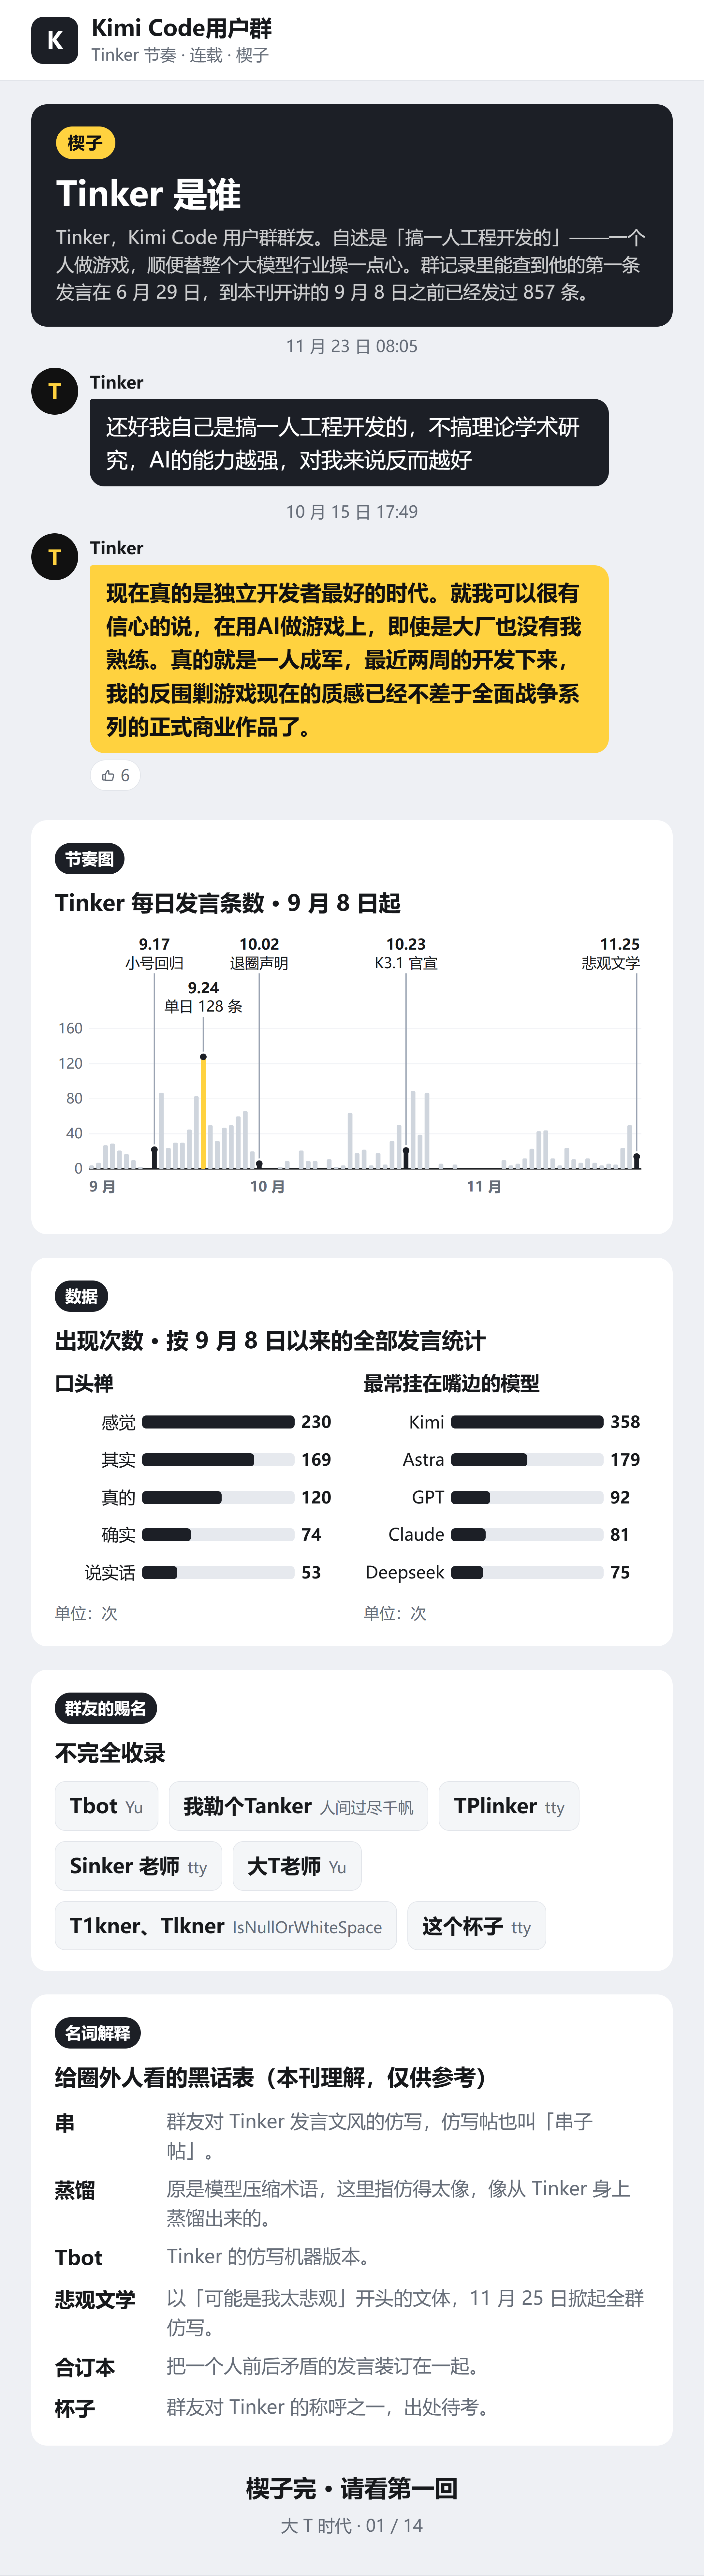 K
Kimi Code用户群
Tinker 节奏 · 连载 · 楔子
楔子
Tinker 是谁
Tinker，Kimi Code 用户群群友。自述是「搞一人工程开发的」——一个
人做游戏，顺便替整个大模型行业操一点心。群记录里能查到他的第一条
发言在 6 月 29 日，到本刊开讲的 9 月 8 日之前已经发过 857 条。
11 月 23 日 08:05
T
Tinker
还好我自己是搞一人工程开发的，不搞理论学术研
究，AI的能力越强，对我来说反而越好
10 月 15 日 17:49
T
Tinker
现在真的是独立开发者最好的时代。就我可以很有
信心的说，在用AI做游戏上，即使是大厂也没有我
熟练。真的就是一人成军，最近两周的开发下来，
我的反围剿游戏现在的质感已经不差于全面战争系
列的正式商业作品了。
6
节奏图
Tinker 每日发言条数 • 9 月 8 日起
9.17
小号回归
10.02
退圈声明
10.23
K3.1 官宣
11.25
悲观文学
9.24
单日 128 条
160
120
80
40
0
9 月
10 月
11 月
数据
出现次数 • 按 9 月 8 日以来的全部发言统计
口头禅
感觉 230
其实 169
真的 120
确实 74
说实话 53
单位：次
最常挂在嘴边的模型
Kimi 358
Astra 179
GPT 92
Claude 81
Deepseek 75
单位：次
群友的赐名
不完全收录
Tbot Yu
我勒个Tanker 人间过尽千帆
TPlinker tty
Sinker 老师 tty
大T老师 Yu
T1kner、Tlkner IsNullOrWhiteSpace
这个杯子 tty
名词解释
给圈外人看的黑话表（本刊理解，仅供参考）
串
群友对 Tinker 发言文风的仿写，仿写帖也叫「串子
帖」。
蒸馏
原是模型压缩术语，这里指仿得太像，像从 Tinker 身上
蒸馏出来的。
Tbot
Tinker 的仿写机器版本。
悲观文学
以「可能是我太悲观」开头的文体，11 月 25 日掀起全群
仿写。
合订本
把一个人前后矛盾的发言装订在一起。
杯子
群友对 Tinker 的称呼之一，出处待考。
楔子完 • 请看第一回
大 T 时代 · 01 / 14